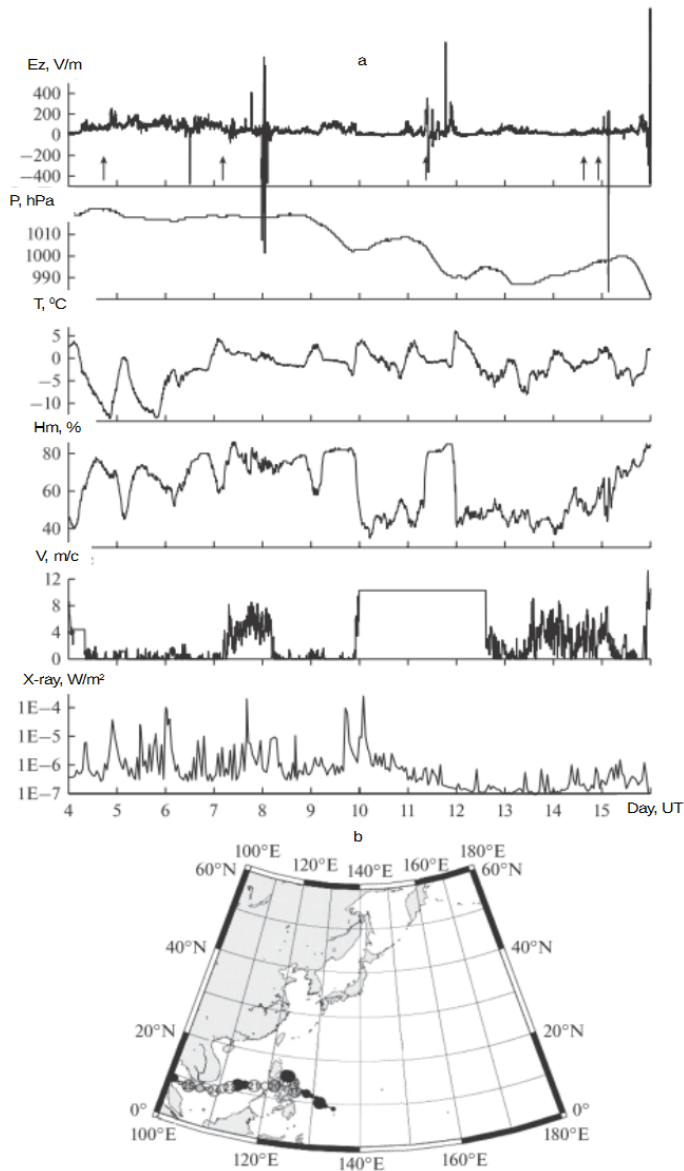 Ez, V/m
a
400
200
0
−200
−400
P, hPa
1010
1000
990
T, ºC
5
0
−5
−10
Hm, %
80
60
40
V, m/c
12
8
4
0
X-ray, W/m²
1E−4
1E−5
1E−6
1E−7
4 5 6 7 8 9 10 11 12 13 14 15 Day, UT
b
100°E 120°E 140°E 160°E 180°E
60°N 60°N
40°N 40°N
20°N 20°N
0° 0°
100°E 120°E 140°E 160°E 180°E